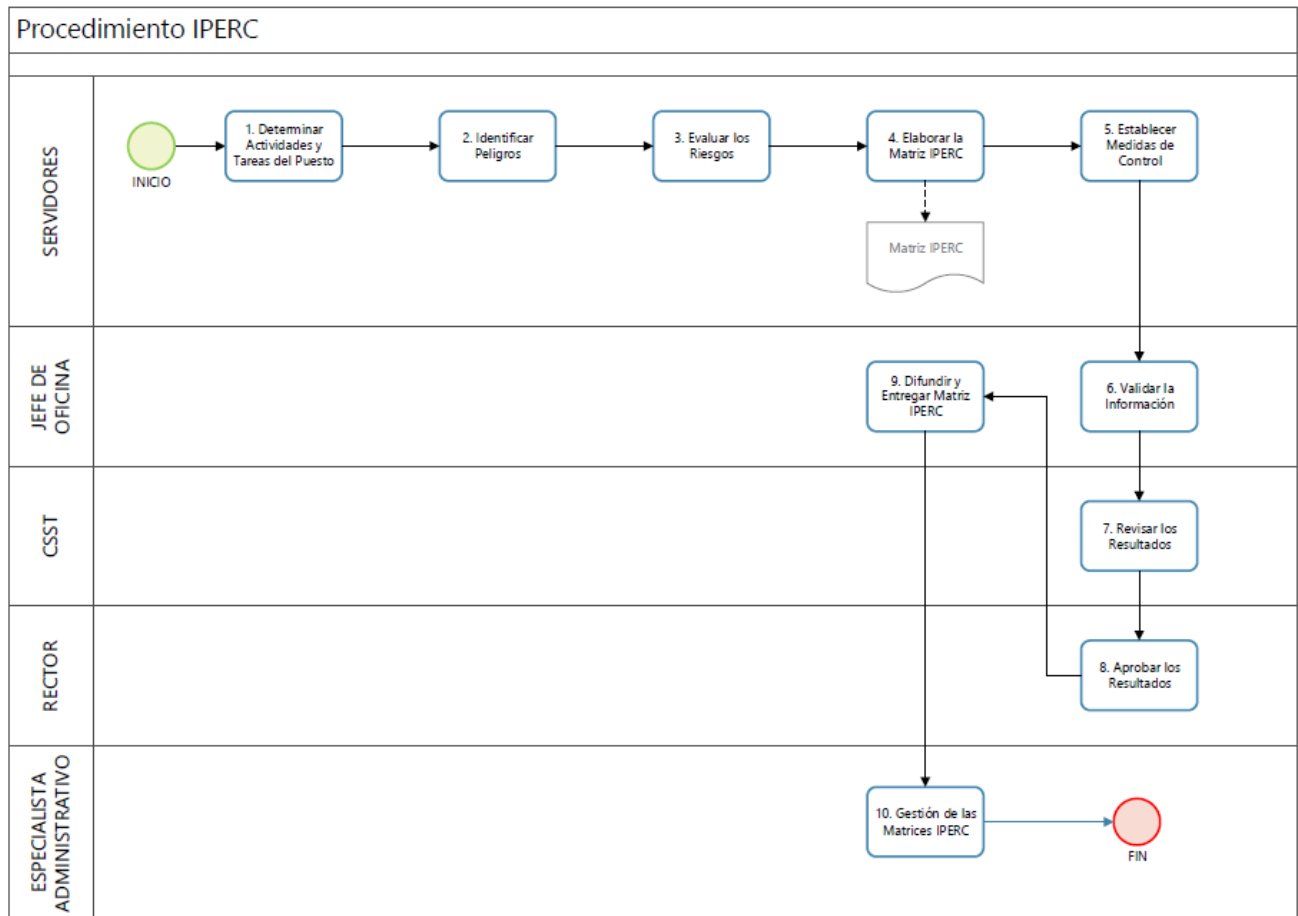 Procedimiento IPERC
SERVIDORES
INICIO
1. Determinar
Actividades y
Tareas del Puesto
2. Identificar
Peligros
3. Evaluar los
Riesgos
4. Elaborar la
Matriz IPERC
Matriz IPERC
5. Establecer
Medidas de
Control
JEFE DE
OFICINA
9. Difundir y
Entregar Matriz
IPERC
6. Validar la
Información
CSST
7. Revisar los
Resultados
RECTOR
8. Aprobar los
Resultados
ESPECIALISTA
ADMINISTRATIVO
10. Gestión de las
Matrices IPERC
FIN